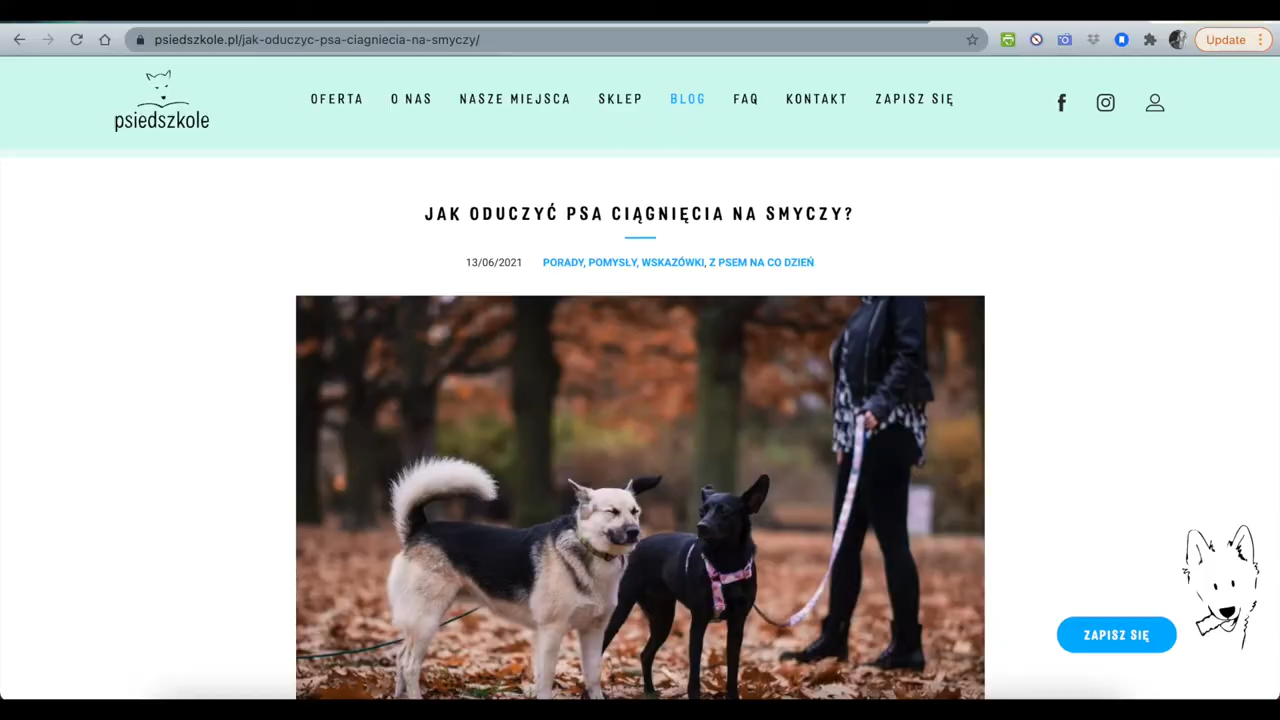 psiedszkole.pl/jak-oduczyc-psa-ciagniecia-na-smyczy/
Update
psiedszkole
OFERTA O NAS NASZE MIEJSCA SKLEP BLOG FAQ KONTAKT ZAPISZ SIĘ
JAK ODUCZYĆ PSA CIĄGNIĘCIA NA SMYCZY?
13/06/2021 PORADY, POMYSŁY, WSKAZÓWKI, Z PSEM NA CO DZIEŃ
ZAPISZ SIĘ